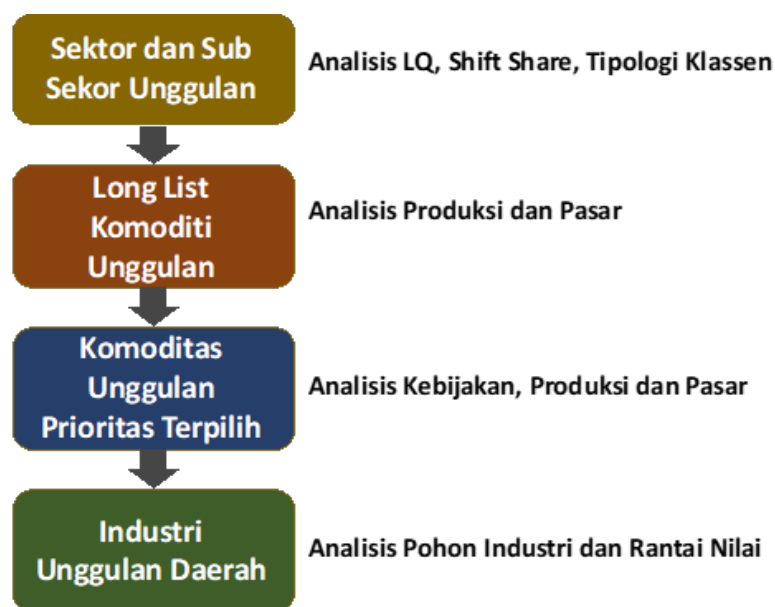 Sektor dan Sub
Sekor Unggulan
Analisis LQ, Shift Share, Tipologi Klassen
Long List
Komoditi
Unggulan
Analisis Produksi dan Pasar
Komoditas
Unggulan
Prioritas Terpilih
Analisis Kebijakan, Produksi dan Pasar
Industri
Unggulan Daerah
Analisis Pohon Industri dan Rantai Nilai